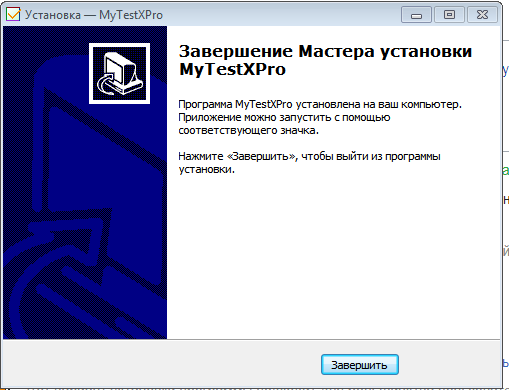 Установка — MyTestXPro
Завершение Мастера установки
MyTestXPro
Программа MyTestXPro установлена на ваш компьютер.
Приложение можно запустить с помощью
соответствующего значка.
Нажмите «Завершить», чтобы выйти из программы
установки.
Завершить